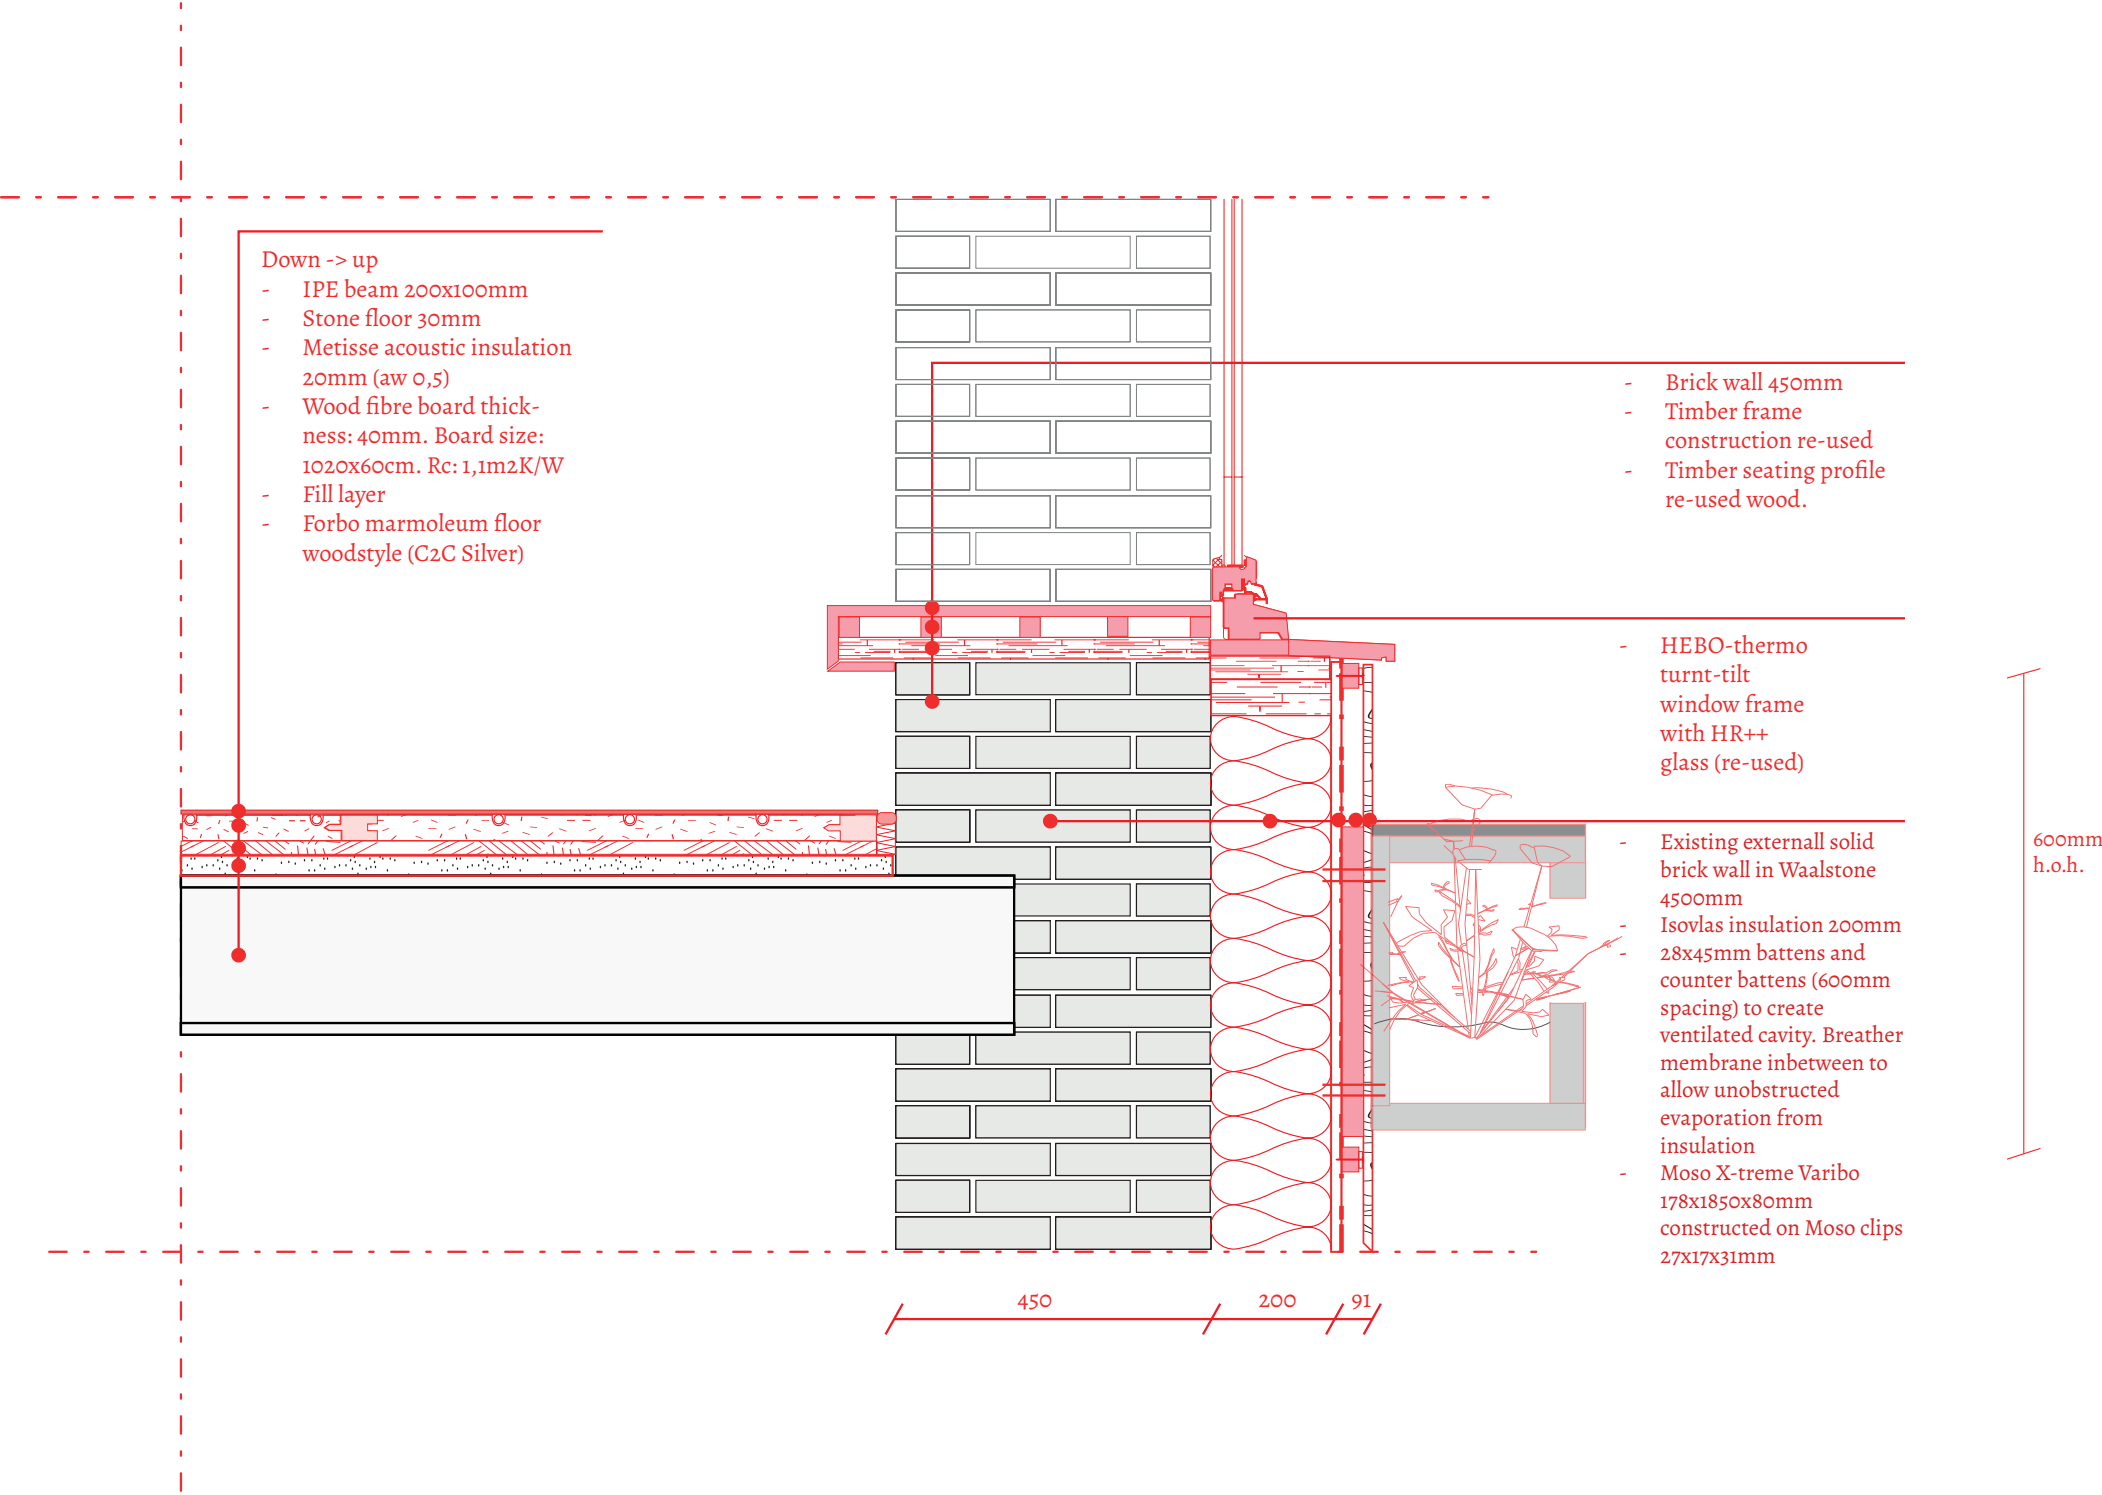 Down -> up
- IPE beam 200x100mm
- Stone floor 30mm
- Metisse acoustic insulation
20mm (aw 0,5)
- Wood fibre board thick-
ness: 40mm. Board size:
1020x60cm. Rc: 1,1m2K/W
- Fill layer
- Forbo marmoleum floor
woodstyle (C2C Silver)
- Brick wall 450mm
- Timber frame
construction re-used
- Timber seating profile
re-used wood.
- HEBO-thermo
turnt-tilt
window frame
with HR++
glass (re-used)
- Existing externall solid
brick wall in Waalstone
4500mm
- Isovlas insulation 200mm
- 28x45mm battens and
counter battens (600mm
spacing) to create
ventilated cavity. Breather
membrane inbetween to
allow unobstructed
evaporation from
insulation
- Moso X-treme Varibo
178x1850x80mm
constructed on Moso clips
27x17x31mm
600mm
h.o.h.
450 200 91